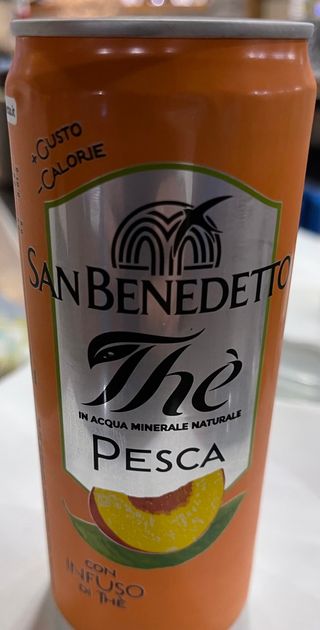 +GUSTO
-CALORIE
SAN BENEDETTO
Thè
IN ACQUA MINERALE NATURALE
PESCA
CON
INFUSO
DI THÈ